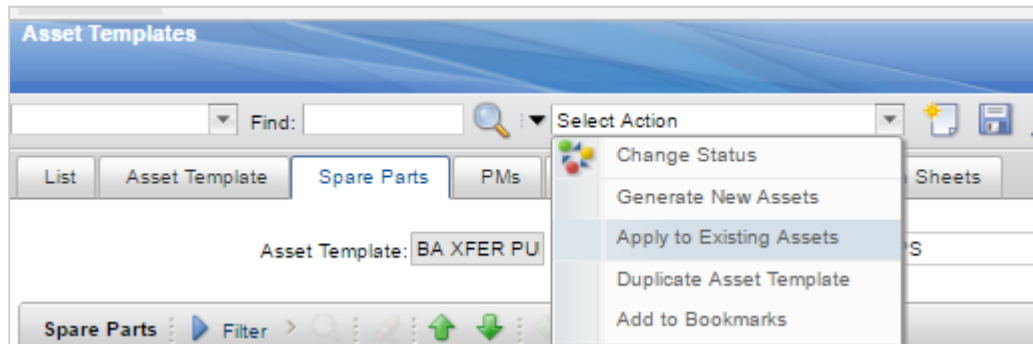 Asset Templates
Find: Select Action
List Asset Template Spare Parts PMs Sheets
Change Status
Generate New Assets
Asset Template: BA XFER PU
Apply to Existing Assets
Duplicate Asset Template
Spare Parts Filter
Add to Bookmarks